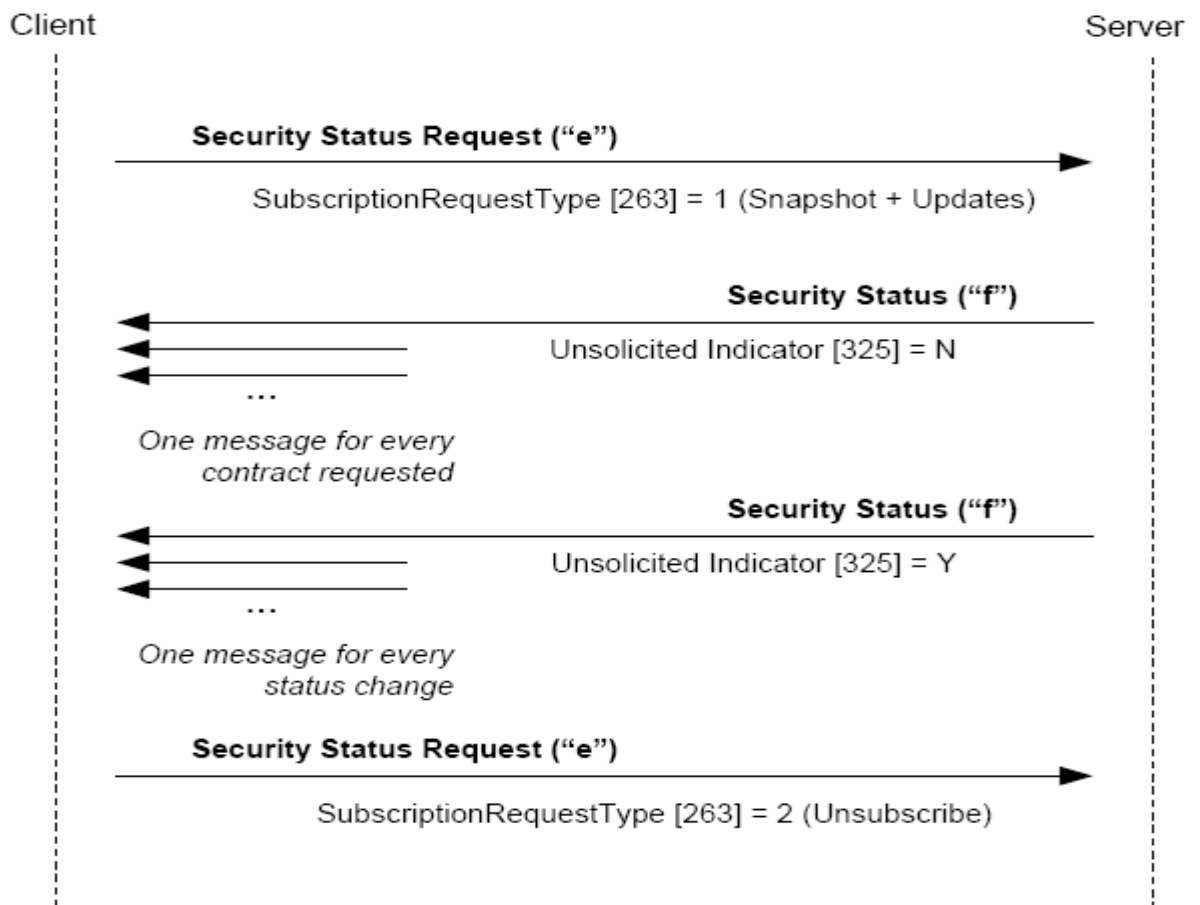 Client
Server
Security Status Request (“e”)
SubscriptionRequestType [263] = 1 (Snapshot + Updates)
Security Status (“f”)
Unsolicited Indicator [325] = N
...
One message for every
contract requested
Security Status (“f”)
Unsolicited Indicator [325] = Y
...
One message for every
status change
Security Status Request (“e”)
SubscriptionRequestType [263] = 2 (Unsubscribe)